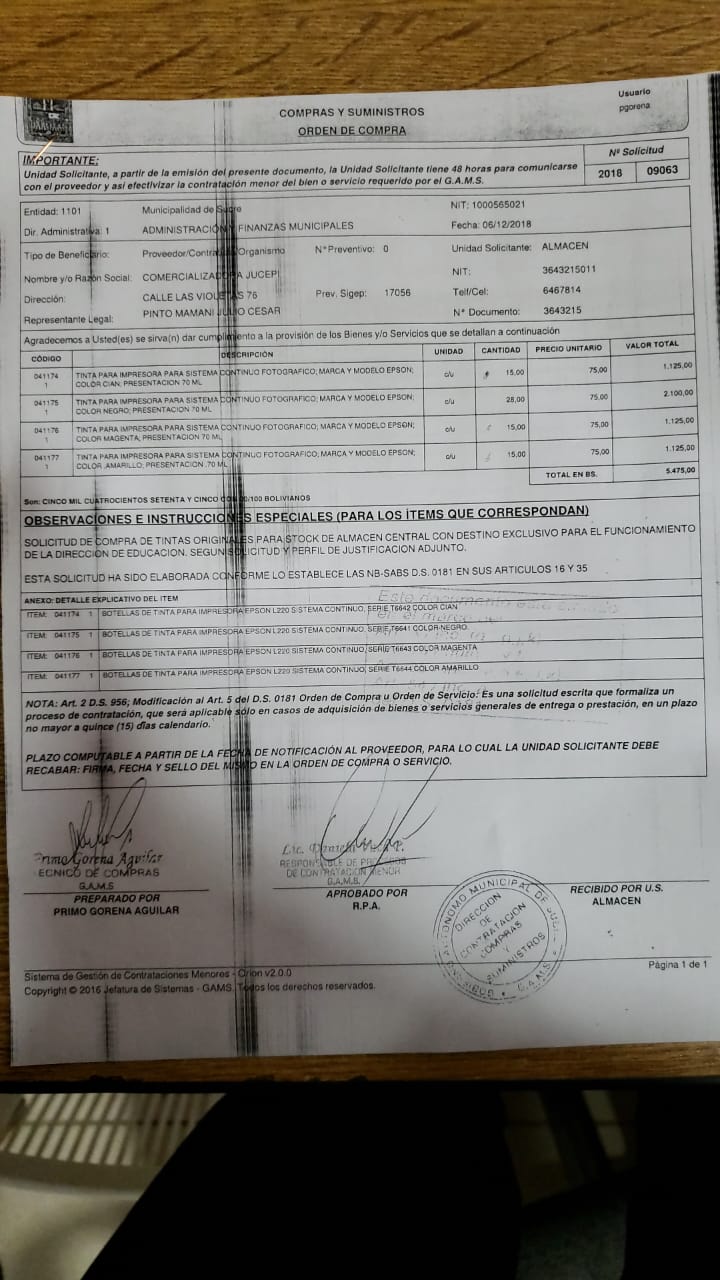 COMPRAS Y SUMINISTROS
ORDEN DE COMPRA
Usuario
pgorena
IMPORTANTE:
Unidad Solicitante, a partir de la emisión del presente documento, la Unidad Solicitante tiene 48 horas para comunicarse
con el proveedor y asi efectivizar la contratación menor del bien o servicio requerido por el G.A.M.S.
Nº Solicitud
2018 09063
Entidad: 1101 Municipalidad de Sucre NIT: 1000565021
Dir. Administrativa: 1 ADMINISTRACIÓN Y FINANZAS MUNICIPALES Fecha: 06/12/2018
Tipo de Beneficiario: Proveedor/Contra Organismo N°Preventivo: 0 Unidad Solicitante: ALMACEN
Nombre y/o Razón Social: COMERCIALIZADORA JUCEPI NIT: 3643215011
Dirección: CALLE LAS VIOLETAS 76 Prev. Sigep: 17056 Telf/Cel: 6467814
Representante Legal: PINTO MAMANI JULIO CESAR N° Documento: 3643215
Agradecemos a Usted(es) se sirva(n) dar cumplimiento a la provisión de los Bienes y/o Servicios que se detallan a continuación
CÓDIGO DESCRIPCIÓN UNIDAD CANTIDAD PRECIO UNITARIO VALOR TOTAL
041174 1 TINTA PARA IMPRESORA PARA SISTEMA CONTINUO FOTOGRAFICO; MARCA Y MODELO EPSON; c/u 15,00 75,00 1.125,00
COLOR CIAN; PRESENTACION 70 ML
041175 1 TINTA PARA IMPRESORA PARA SISTEMA CONTINUO FOTOGRAFICO; MARCA Y MODELO EPSON; c/u 28,00 75,00 2.100,00
COLOR NEGRO; PRESENTACION 70 ML
041176 1 TINTA PARA IMPRESORA PARA SISTEMA CONTINUO FOTOGRAFICO; MARCA Y MODELO EPSON; c/u 15,00 75,00 1.125,00
COLOR MAGENTA; PRESENTACION 70 ML
041177 1 TINTA PARA IMPRESORA PARA SISTEMA CONTINUO FOTOGRAFICO; MARCA Y MODELO EPSON; c/u 15,00 75,00 1.125,00
COLOR AMARILLO; PRESENTACION 70 ML
TOTAL EN BS. 5.475,00
Son: CINCO MIL CUATROCIENTOS SETENTA Y CINCO CON 00/100 BOLIVIANOS
OBSERVACIONES E INSTRUCCIONES ESPECIALES (PARA LOS ÍTEMS QUE CORRESPONDAN)
SOLICITUD DE COMPRA DE TINTAS ORIGINALES PARA STOCK DE ALMACEN CENTRAL CON DESTINO EXCLUSIVO PARA EL FUNCIONAMIENTO
DE LA DIRECCION DE EDUCACION. SEGUN SOLICITUD Y PERFIL DE JUSTIFICACION ADJUNTO.
ESTA SOLICITUD HA SIDO ELABORADA CONFORME LO ESTABLECE LAS NB-SABS D.S. 0181 EN SUS ARTICULOS 16 Y 35
ANEXO: DETALLE EXPLICATIVO DEL ITEM
ITEM: 041174 1 BOTELLAS DE TINTA PARA IMPRESORA EPSON L220 SISTEMA CONTINUO, SERIE T6642 COLOR CIAN
ITEM: 041175 1 BOTELLAS DE TINTA PARA IMPRESORA EPSON L220 SISTEMA CONTINUO, SERIE T6641 COLOR NEGRO.
ITEM: 041176 1 BOTELLAS DE TINTA PARA IMPRESORA EPSON L220 SISTEMA CONTINUO, SERIE T6643 COLOR MAGENTA
ITEM: 041177 1 BOTELLAS DE TINTA PARA IMPRESORA EPSON L220 SISTEMA CONTINUO, SERIE T6644 COLOR AMARILLO
Este documento
NOTA: Art. 2 D.S. 956; Modificación al Art. 5 del D.S. 0181 Orden de Compra u Orden de Servicio: Es una solicitud escrita que formaliza un
proceso de contratación, que será aplicable sólo en casos de adquisición de bienes o servicios generales de entrega o prestación, en un plazo
no mayor a quince (15) días calendario.
PLAZO COMPUTABLE A PARTIR DE LA FECHA DE NOTIFICACIÓN AL PROVEEDOR, PARA LO CUAL LA UNIDAD SOLICITANTE DEBE
RECABAR: FIRMA, FECHA Y SELLO DEL MISMO EN LA ORDEN DE COMPRA O SERVICIO.
Primo Gorena Aguilar
TECNICO DE COMPRAS
G.A.M.S
PREPARADO POR
PRIMO GORENA AGUILAR
Lic.
RESPONSABLE DE PROCESOS
DE CONTRATACION MENOR
G.A.M.S.
APROBADO POR
R.P.A.
RECIBIDO POR U.S.
ALMACEN
GOBIERNO AUTONOMO MUNICIPAL DE SUCRE
DIRECCION
DE
CONTRATACION
COMPRAS
Y
SUMINISTROS
G.A.M.S.
Sistema de Gestión de Contrataciones Menores - Orion v2.0.0
Copyright © 2016 Jefatura de Sistemas - GAMS. Todos los derechos reservados.
Página 1 de 1